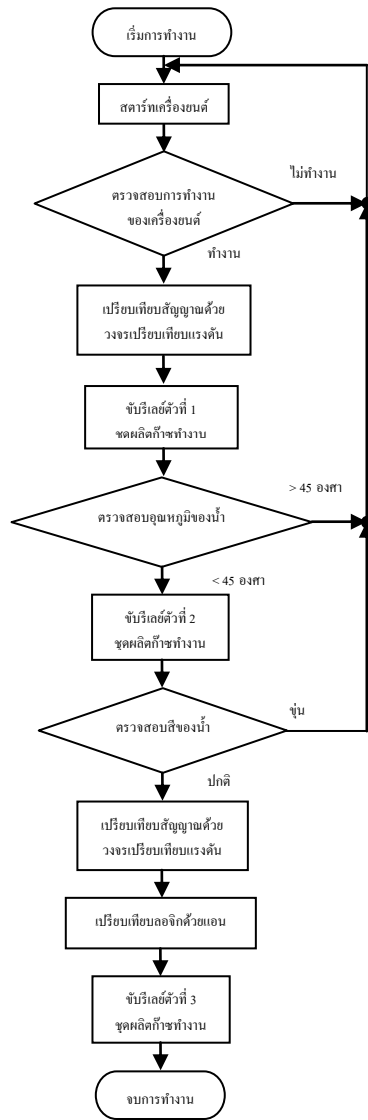 เริ่มการทำงาน
สตาร์ทเครื่องยนต์
ไม่ทำงาน
ตรวจสอบการทำงาน
ของเครื่องยนต์
ทำงาน
เปรียบเทียบสัญญาณด้วย
วงจรเปรียบเทียบแรงดัน
ขับรีเลย์ตัวที่ 1
ชุดผลิตก๊าซทำงาน
> 45 องศา
ตรวจสอบอุณหภูมิของน้ำ
< 45 องศา
ขับรีเลย์ตัวที่ 2
ชุดผลิตก๊าซทำงาน
ขุ่น
ตรวจสอบสีของน้ำ
ปกติ
เปรียบเทียบสัญญาณด้วย
วงจรเปรียบเทียบแรงดัน
เปรียบเทียบลอจิกด้วยแอน
ขับรีเลย์ตัวที่ 3
ชุดผลิตก๊าซทำงาน
จบการทำงาน